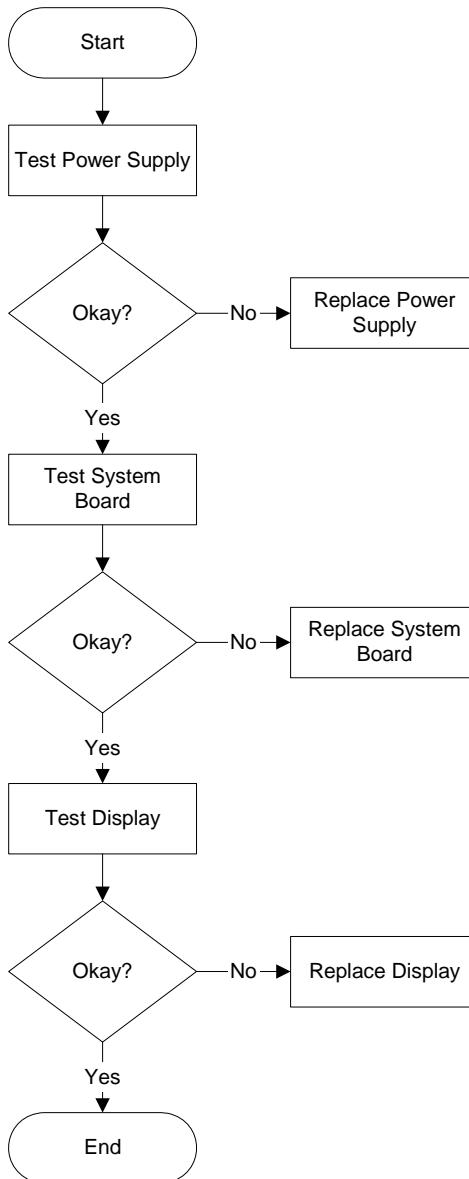 Start
Test Power Supply
Okay?
No
Replace Power
Supply
Yes
Test System
Board
Okay?
No
Replace System
Board
Yes
Test Display
Okay?
No
Replace Display
Yes
End